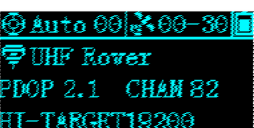 Auto 00 00-30
UHF Rover
PDOP 2.1 CHAN 82
HI-TARGET19200